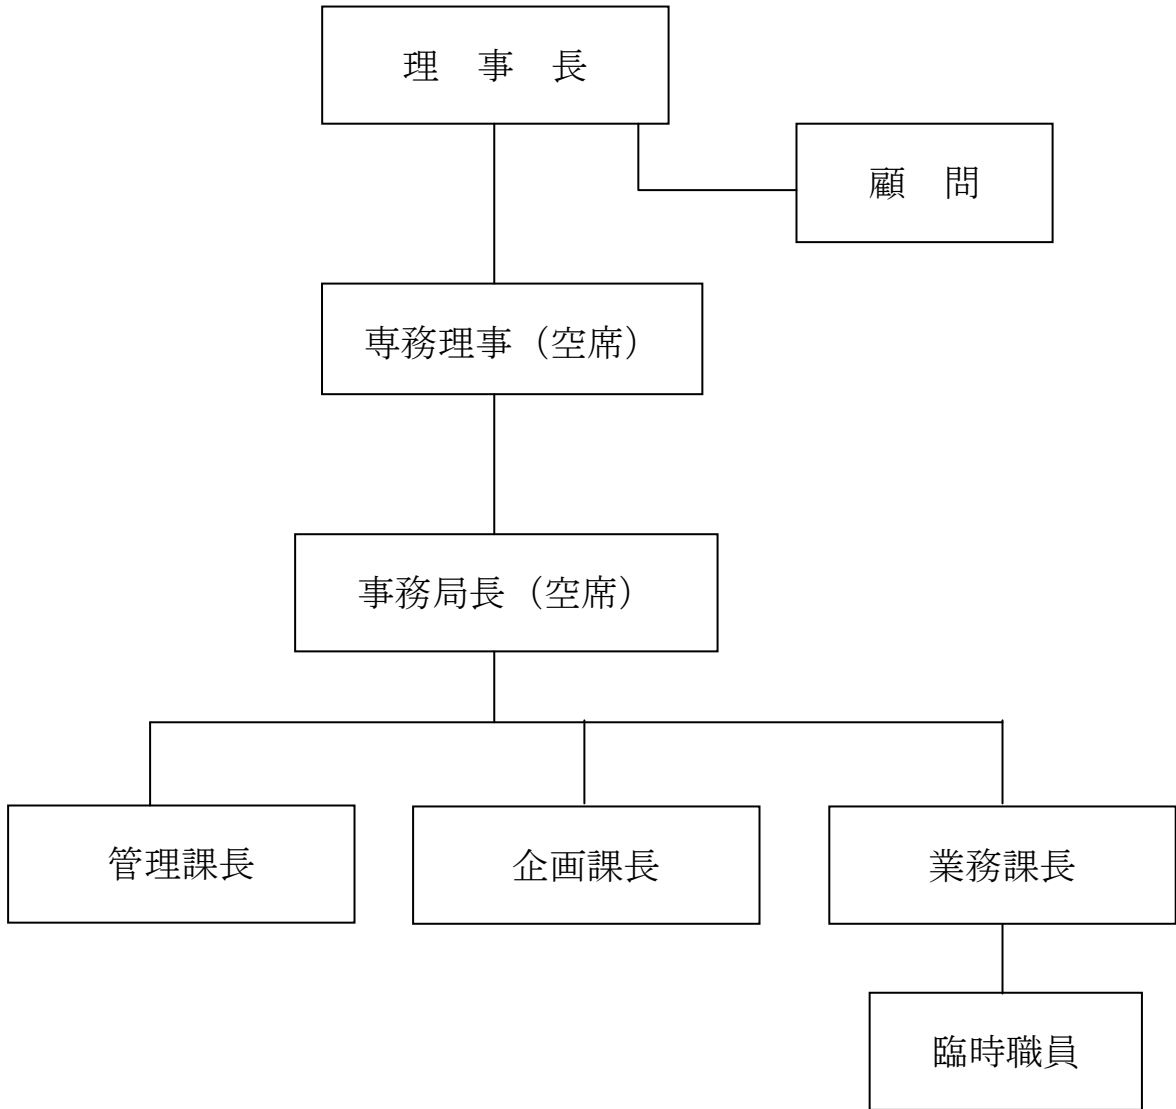 理　事　長
顧　問
専務理事（空席）
事務局長（空席）
管理課長
企画課長
業務課長
臨時職員